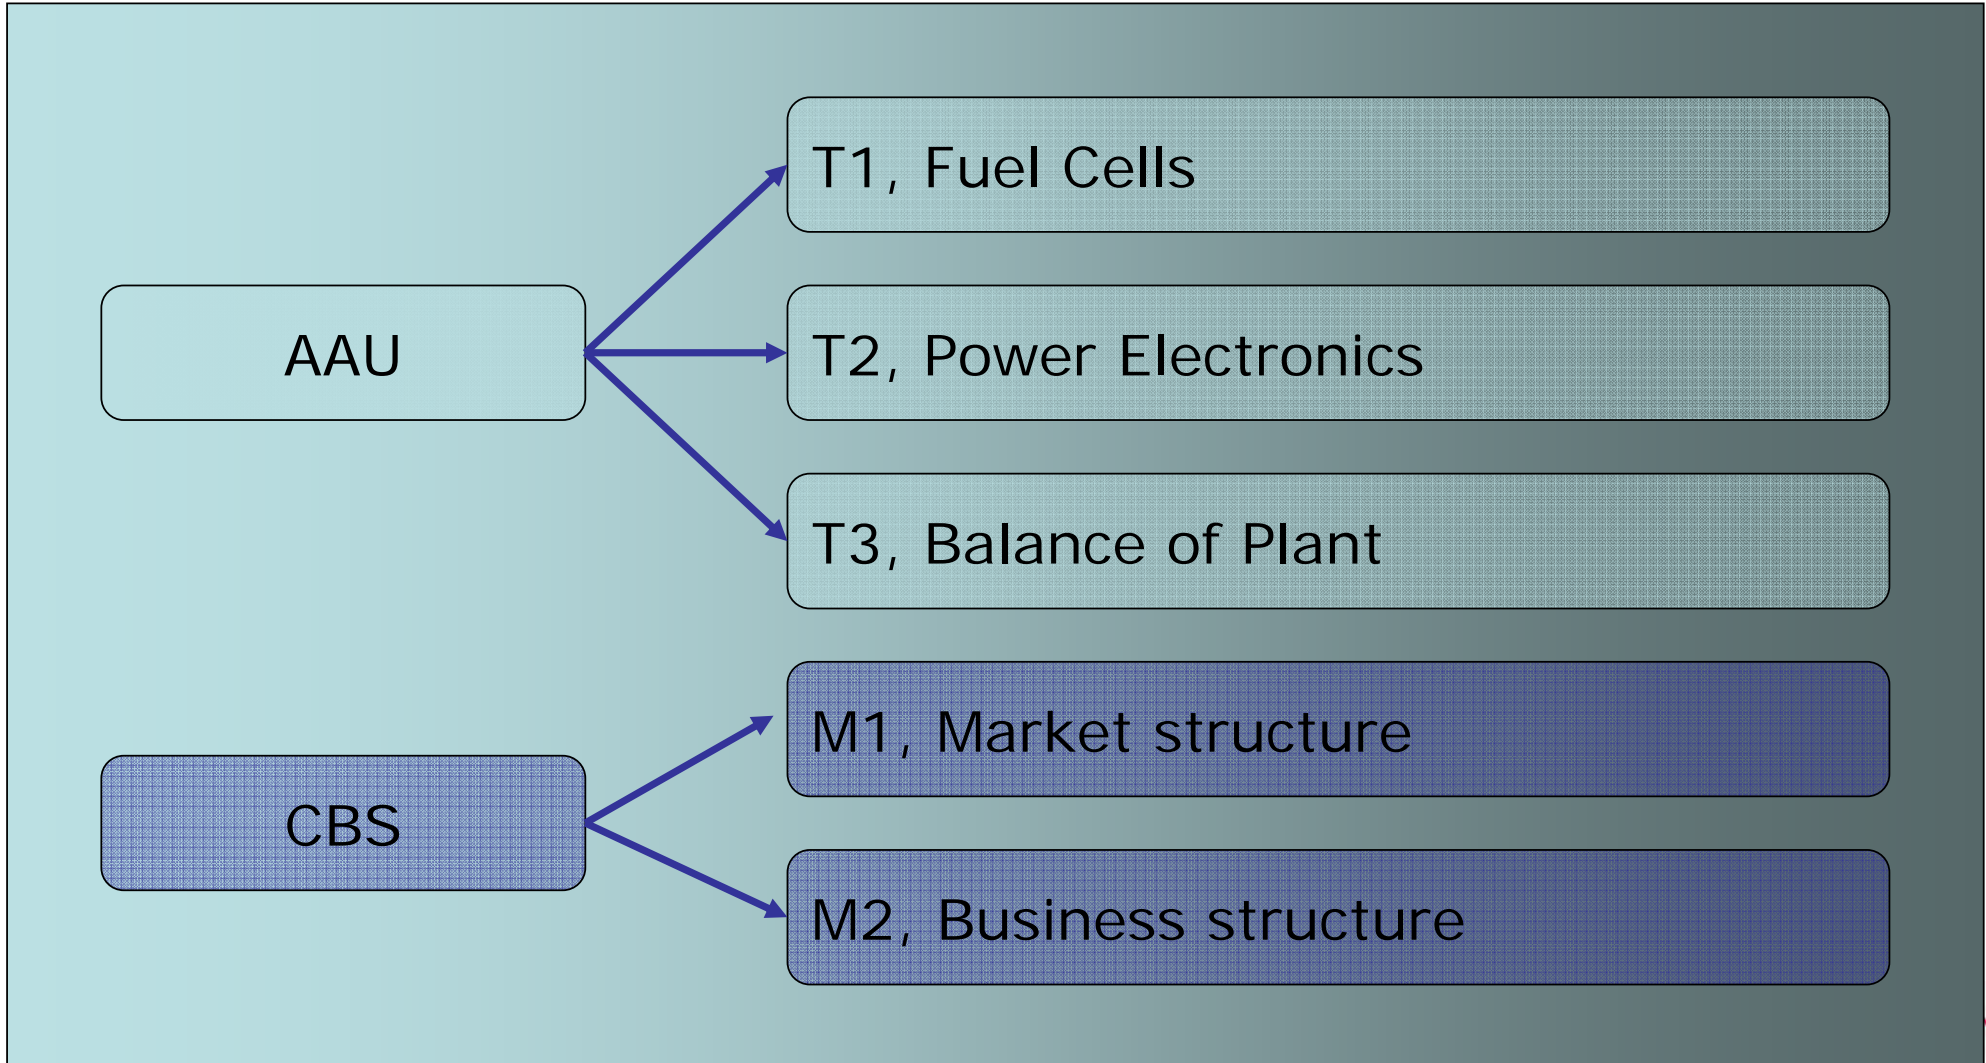 T1, Fuel Cells
AAU
T2, Power Electronics
T3, Balance of Plant
M1, Market structure
CBS
M2, Business structure